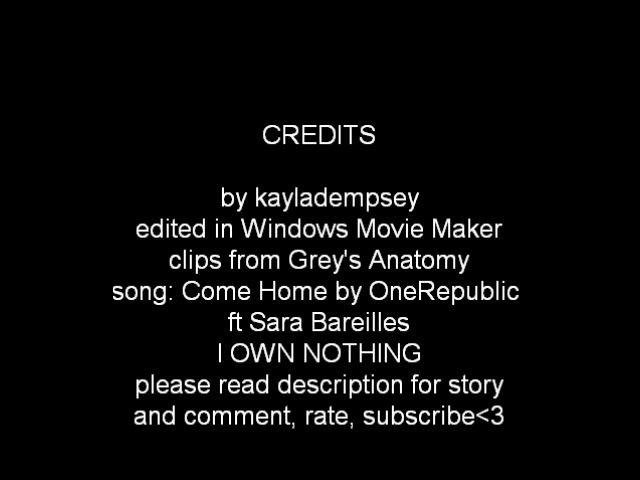 CREDITS
by kayladempsey
edited in Windows Movie Maker
clips from Grey's Anatomy
song: Come Home by OneRepublic
ft Sara Bareilles
I OWN NOTHING
please read description for story
and comment, rate, subscribe<3